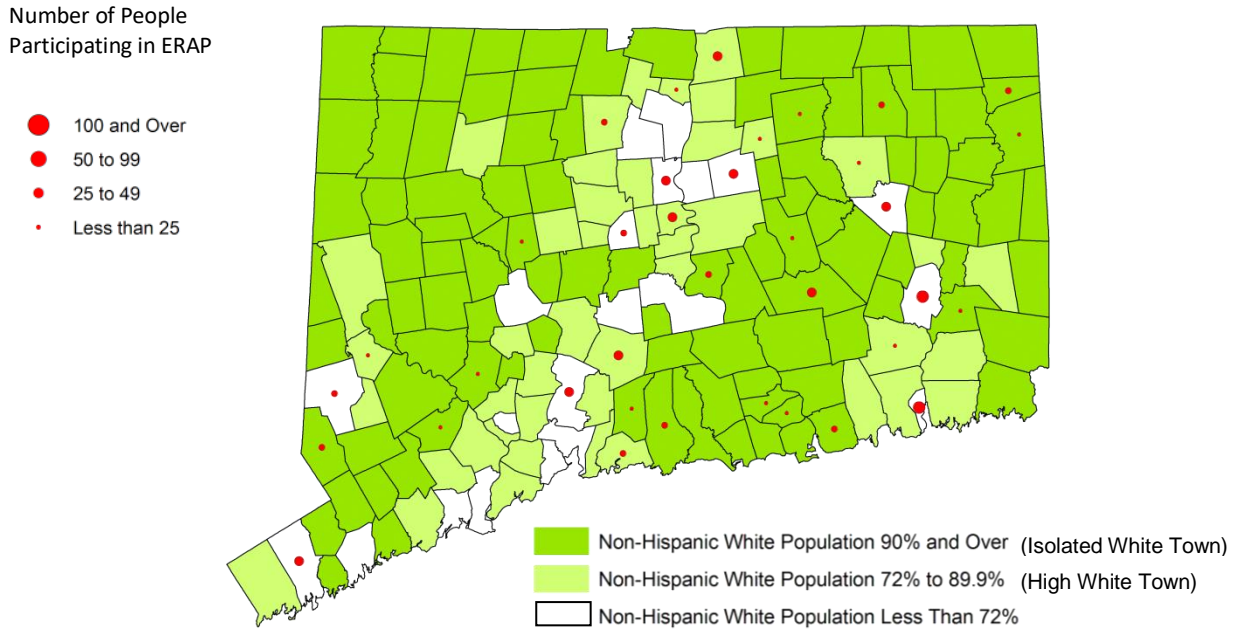 Number of People
Participating in ERAP
100 and Over
50 to 99
25 to 49
Less than 25
Non-Hispanic White Population 90% and Over (Isolated White Town)
Non-Hispanic White Population 72% to 89.9% (High White Town)
Non-Hispanic White Population Less Than 72%